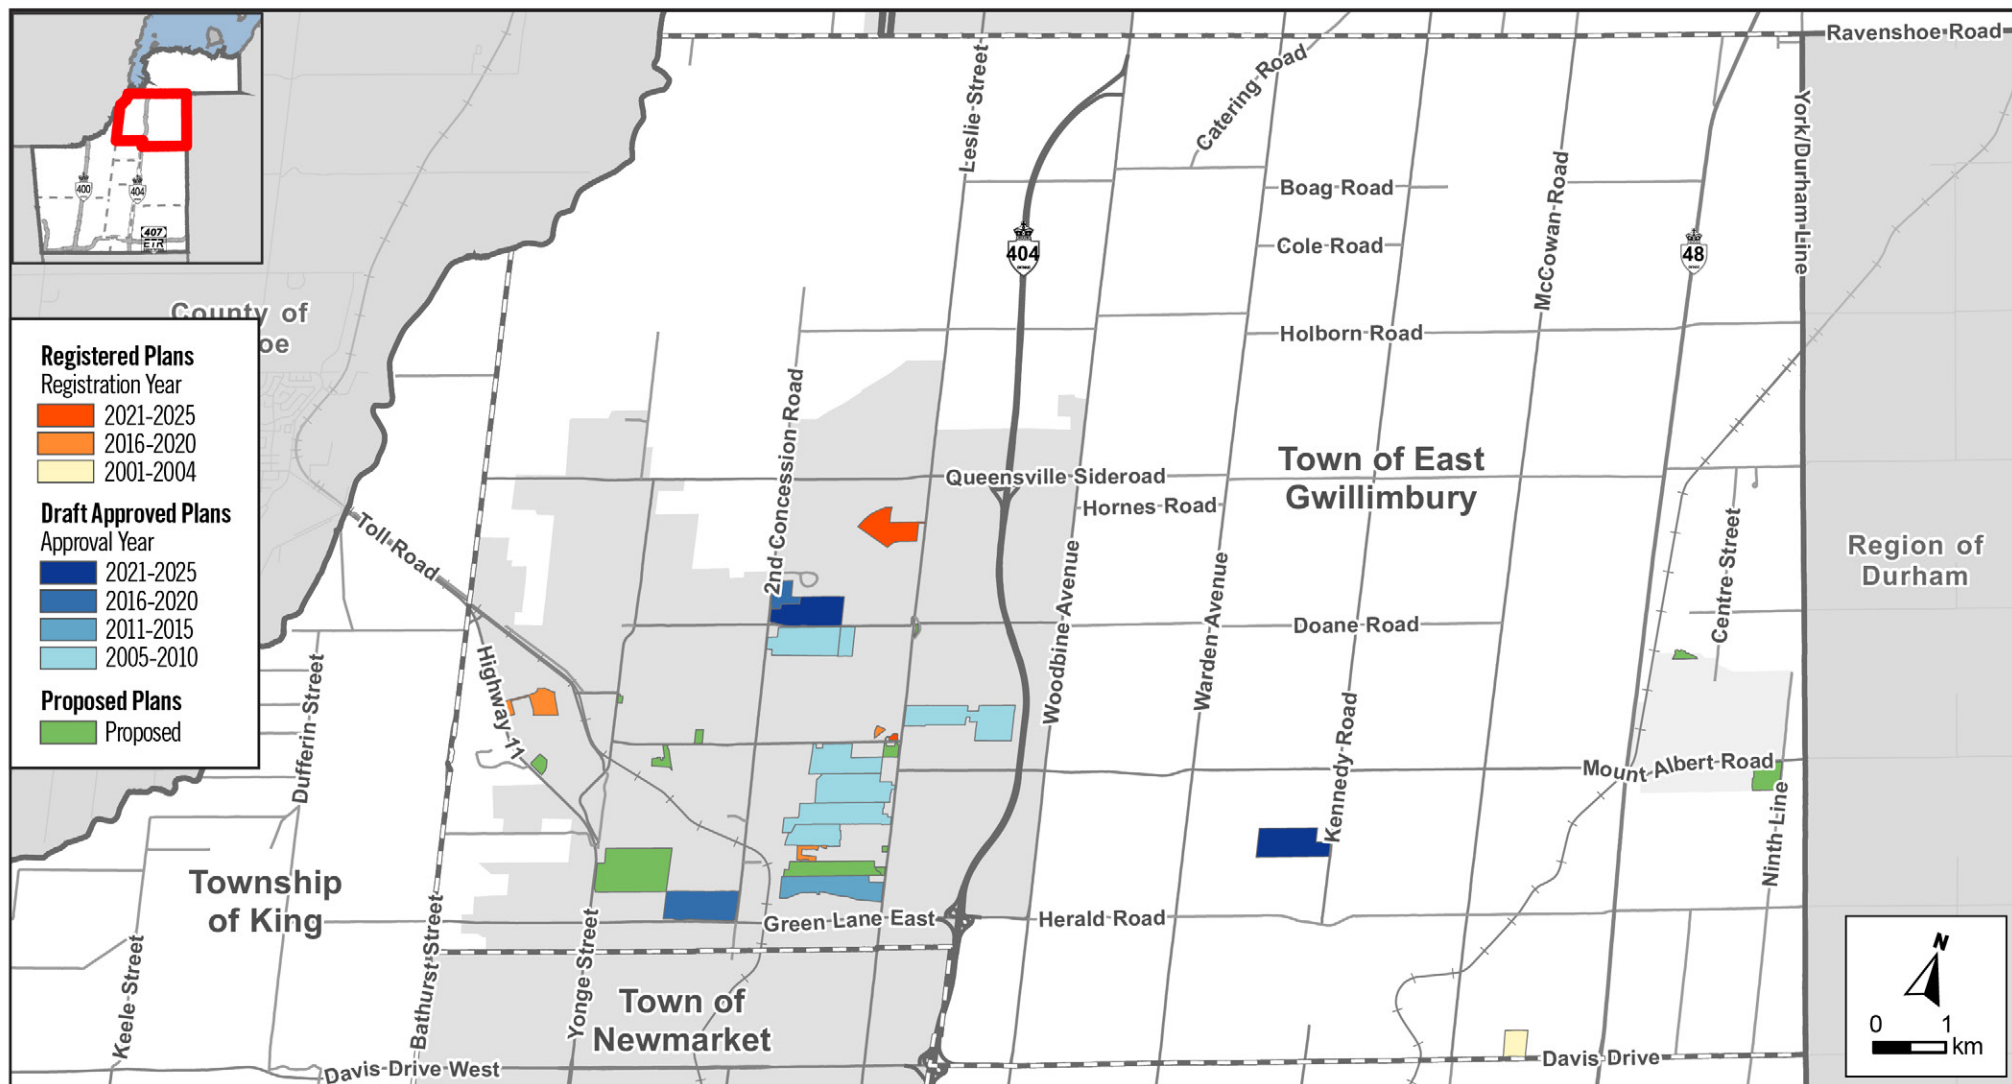 Ravenshoe Road
Leslie Street
Catering Road
York/Durham Line
McCowan Road
Boag Road
Cole Road
404
48
400
404
407
ETR
County of
oe
Holborn Road
Registered Plans
Registration Year
2021-2025
2016-2020
2001-2004
Draft Approved Plans
Approval Year
2021-2025
2016-2020
2011-2015
2005-2010
Proposed Plans
Proposed
2nd Concession Road
Queensville Sideroad
Hornes Road
Town of East
Gwillimbury
Toll Road
Region of
Durham
Centre Street
Woodbine Avenue
Warden Avenue
Doane Road
Highway 11
Dufferin Street
Kennedy Road
Mount Albert Road
Ninth Line
Township
of King
Green Lane East
Herald Road
Keele Street
Bathurst Street
Yonge Street
Town of
Newmarket
Davis Drive West
Davis Drive
N
0 1
km